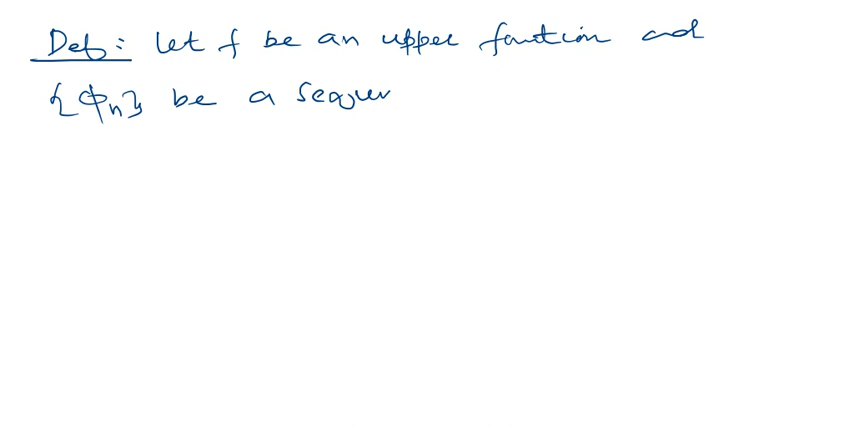 Def: Let f be an upper function and
{ϕn} be a sequen